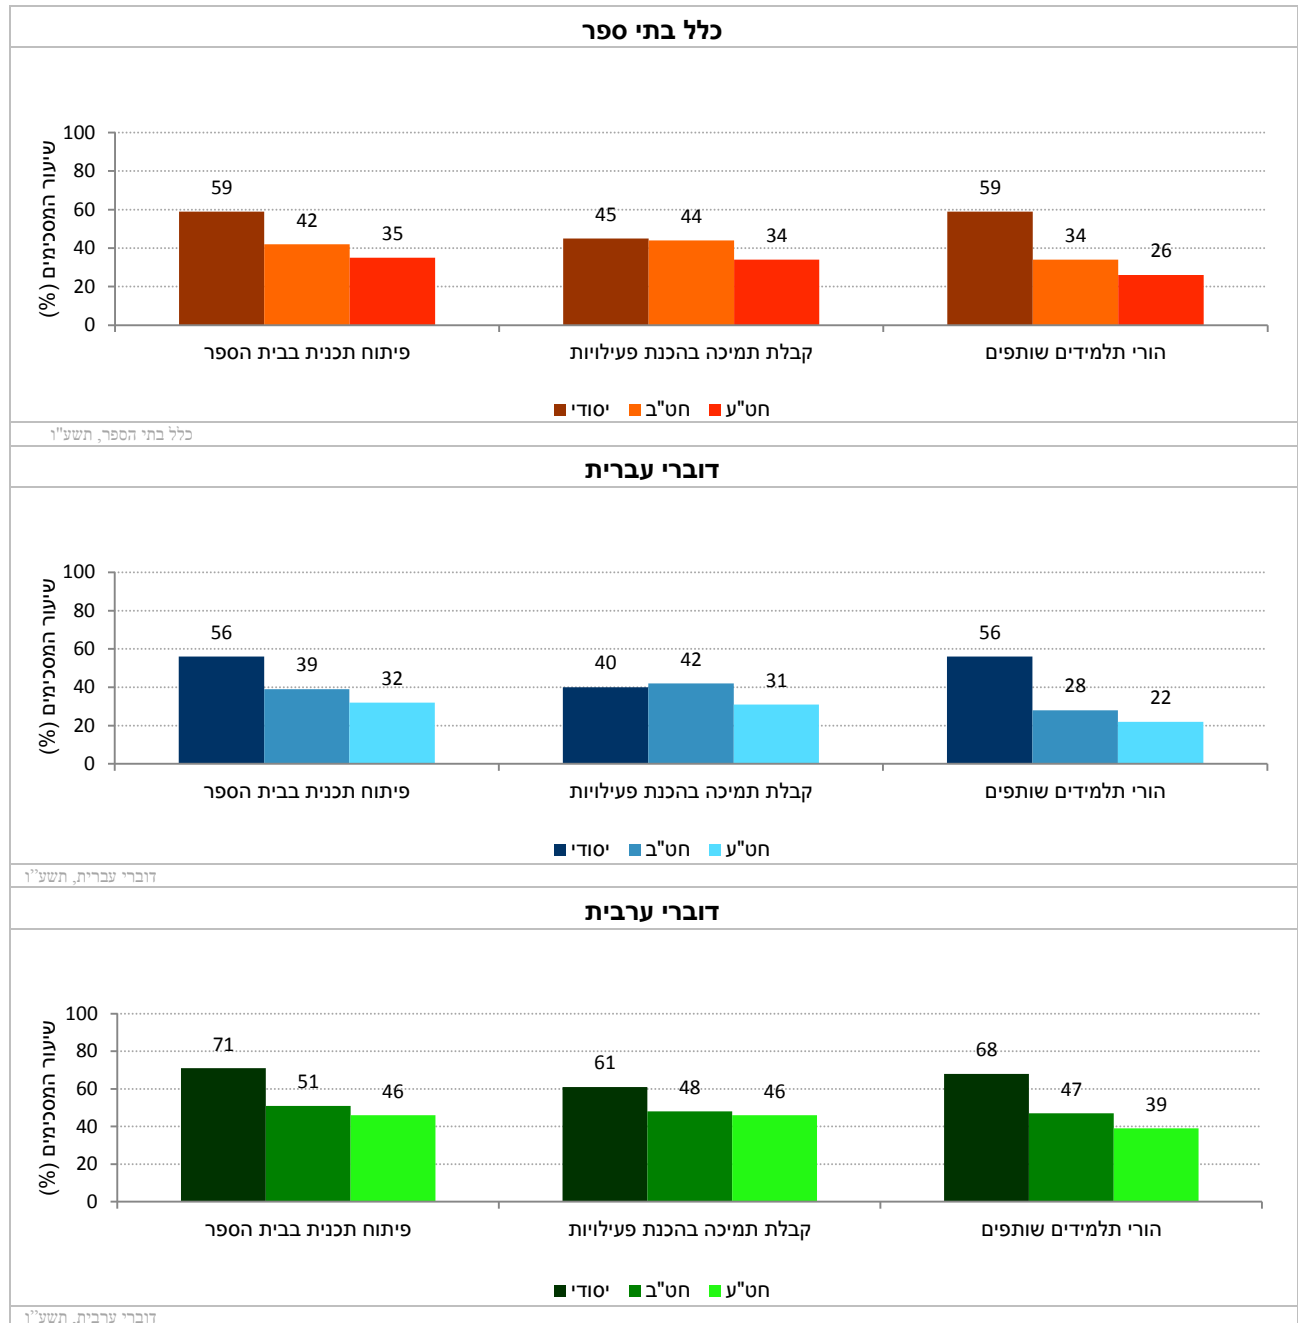 כלל בתי ספר
שיעור המסכימים (%)
100
80
60
40
20
0
59 42 35 45 44 34 59 34 26
פיתוח תכנית בבית הספר קבלת תמיכה בהכנת פעילויות הורי תלמידים שותפים
יסודי חט"ב חט"ע
כלל בתי הספר, תשע"ו
דוברי עברית
שיעור המסכימים (%)
100
80
60
40
20
0
56 39 32 40 42 31 56 28 22
פיתוח תכנית בבית הספר קבלת תמיכה בהכנת פעילויות הורי תלמידים שותפים
יסודי חט"ב חט"ע
דוברי עברית, תשע''ו
דוברי ערבית
שיעור המסכימים (%)
100
80
60
40
20
0
71 51 46 61 48 46 68 47 39
פיתוח תכנית בבית הספר קבלת תמיכה בהכנת פעילויות הורי תלמידים שותפים
יסודי חט"ב חט"ע
דוברי ערבית, תשע''ו